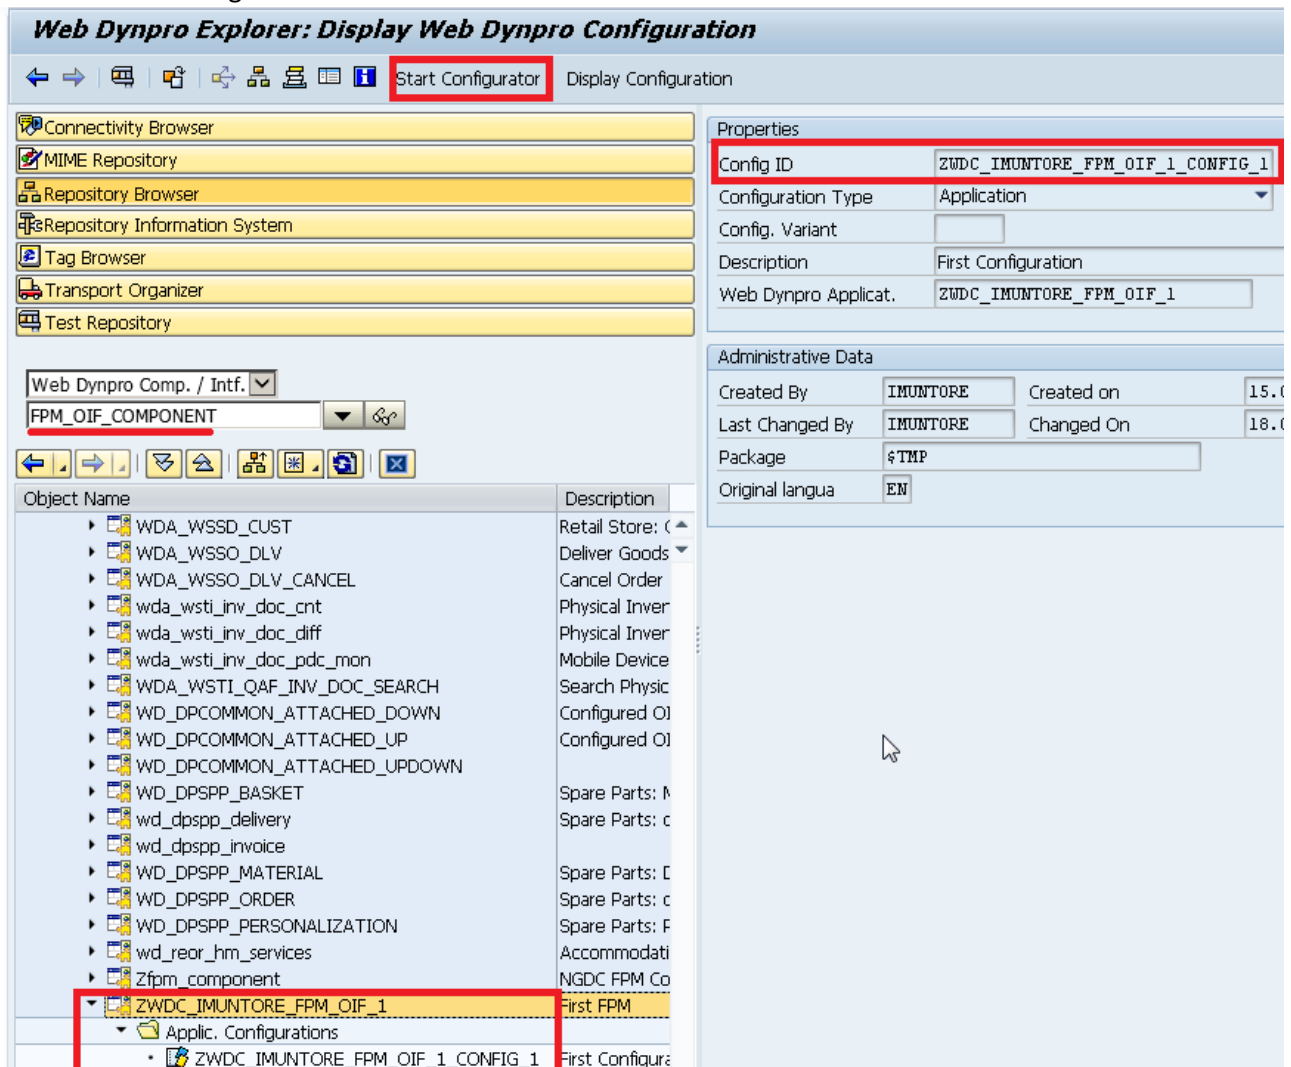 Web Dynpro Explorer: Display Web Dynpro Configuration
Start Configurator Display Configuration
Connectivity Browser
MIME Repository
Repository Browser
Repository Information System
Tag Browser
Transport Organizer
Test Repository
Web Dynpro Comp. / Intf.
FPM_OIF_COMPONENT
Object Name Description
WDA_WSSD_CUST Retail Store: (
WDA_WSSO_DLV Deliver Goods
WDA_WSSO_DLV_CANCEL Cancel Order
wda_wsti_inv_doc_cnt Physical Inver
wda_wsti_inv_doc_diff Physical Inver
wda_wsti_inv_doc_pdc_mon Mobile Device
WDA_WSTI_QAF_INV_DOC_SEARCH Search Physic
WD_DPCOMMON_ATTACHED_DOWN Configured OI
WD_DPCOMMON_ATTACHED_UP Configured OI
WD_DPCOMMON_ATTACHED_UPDOWN
WD_DPSPP_BASKET Spare Parts:
wd_dpspp_delivery Spare Parts:
wd_dpspp_invoice
WD_DPSPP_MATERIAL Spare Parts:
WD_DPSPP_ORDER Spare Parts:
WD_DPSPP_PERSONALIZATION Spare Parts:
wd_reor_hm_services Accommodati
Zfpm_component NGDC FPM Co
ZWDC_IMUNTORE_FPM_OIF_1 First FPM
Applic. Configurations
ZWDC_IMUNTORE_FPM_OIF_1_CONFIG_1 First Configura
Properties
Config ID ZWDC_IMUNTORE_FPM_OIF_1_CONFIG_1
Configuration Type Application
Config. Variant
Description First Configuration
Web Dynpro Applicat. ZWDC_IMUNTORE_FPM_OIF_1
Administrative Data
Created By IMUNTORE Created on 15.0
Last Changed By IMUNTORE Changed On 18.0
Package $TMP
Original langua EN